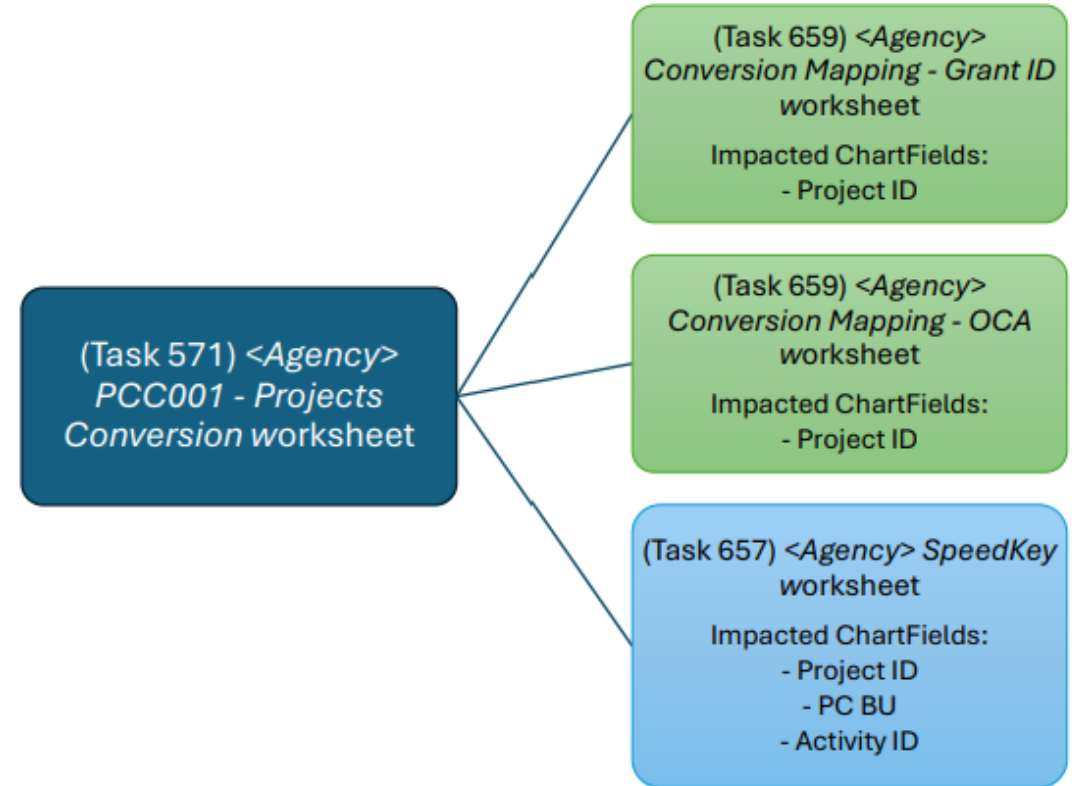 (Task 571) <Agency>
PCC001 - Projects
Conversion worksheet
(Task 659) <Agency>
Conversion Mapping - Grant ID
worksheet
Impacted ChartFields:
- Project ID
(Task 659) <Agency>
Conversion Mapping - OCA
worksheet
Impacted ChartFields:
- Project ID
(Task 657) <Agency> SpeedKey
worksheet
Impacted ChartFields:
- Project ID
- PC BU
- Activity ID